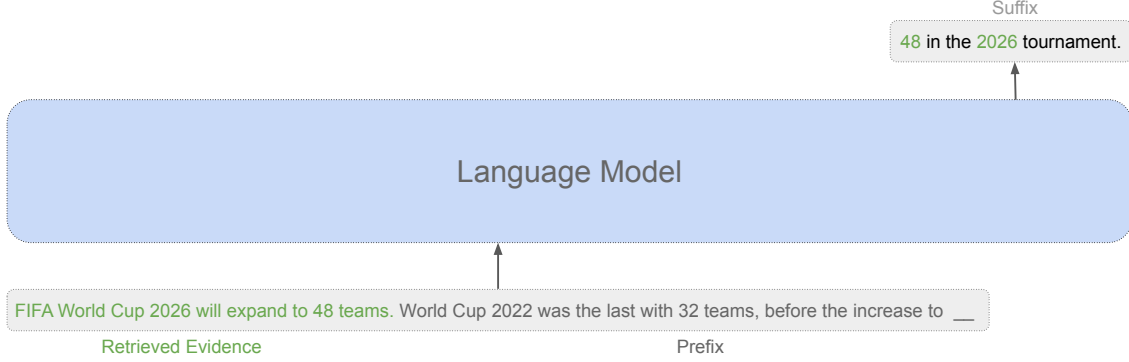 Suffix
48 in the 2026 tournament.
Language Model
FIFA World Cup 2026 will expand to 48 teams. World Cup 2022 was the last with 32 teams, before the increase to __
Retrieved Evidence
Prefix